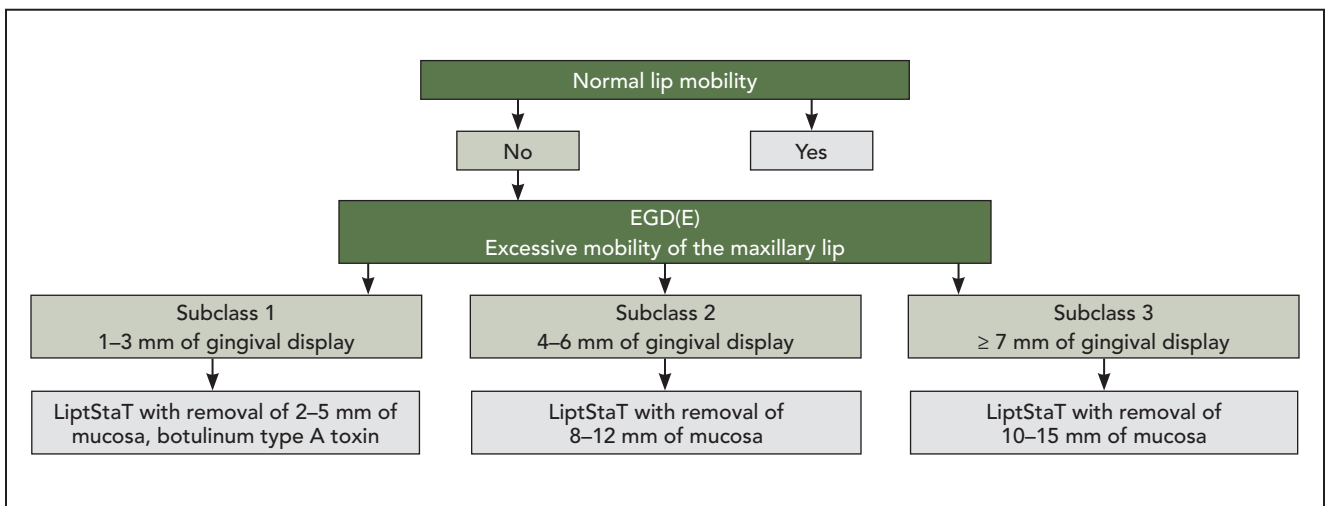 Normal lip mobility
No
Yes
EGD(E)
Excessive mobility of the maxillary lip
Subclass 1
1–3 mm of gingival display
Subclass 2
4–6 mm of gingival display
Subclass 3
≥ 7 mm of gingival display
LiptStaT with removal of 2–5 mm of
mucosa, botulinum type A toxin
LiptStaT with removal of
8–12 mm of mucosa
LiptStaT with removal of
10–15 mm of mucosa